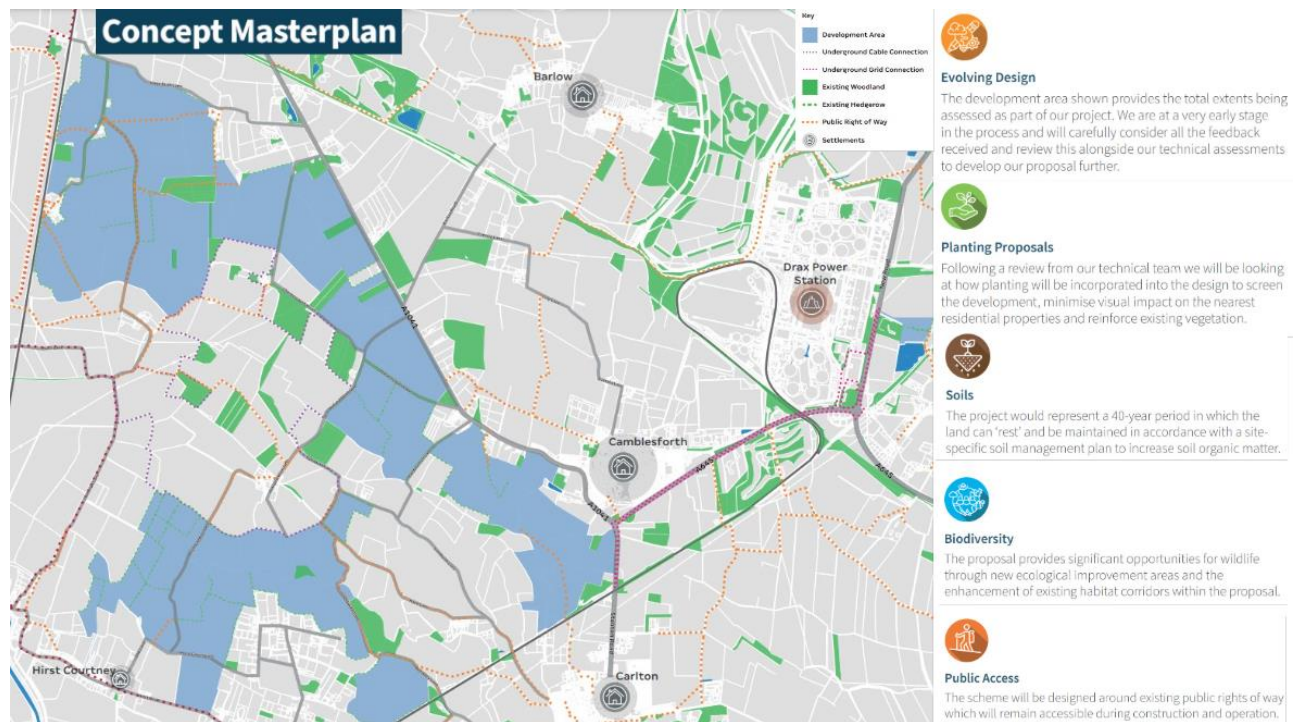 Concept Masterplan
Key
Development Area
Underground Cable Connection
Underground Grid Connection
Existing Woodland
Existing Hedgerow
Public Right of Way
Settlements
Barlow
Drax Power
Station
A1041
Camblesforth
A645
A645
A1041
Hirst Courtney
Carlton
Evolving Design
The development area shown provides the total extents being
assessed as part of our project. We are at a very early stage
in the process and will carefully consider all the feedback
received and review this alongside our technical assessments
to develop our proposal further.
Planting Proposals
Following a review from our technical team we will be looking
at how planting will be incorporated into the design to screen
the development, minimise visual impact on the nearest
residential properties and reinforce existing vegetation.
Soils
The project would represent a 40-year period in which the
land can ‘rest’ and be maintained in accordance with a site-
specific soil management plan to increase soil organic matter.
Biodiversity
The proposal provides significant opportunities for wildlife
through new ecological improvement areas and the
enhancement of existing habitat corridors within the proposal.
Public Access
The scheme will be designed around existing public rights of way
which will remain accessible during construction and operation.